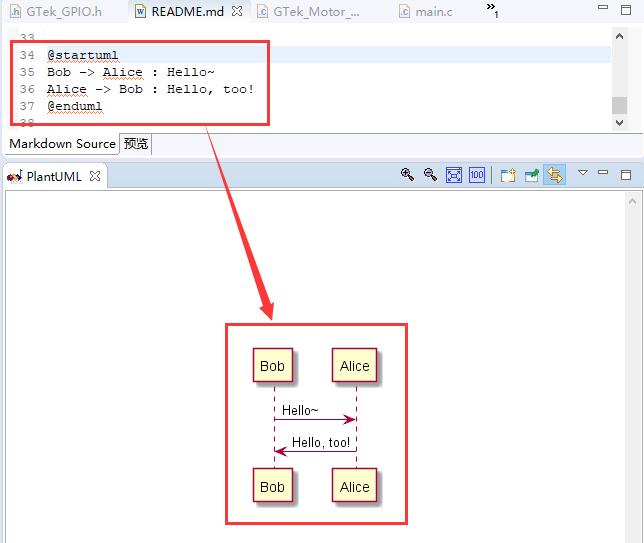 GTek_GPIO.h README.md GTek_Motor_... main.c »1
33
34 @startuml
35 Bob -> Alice : Hello~
36 Alice -> Bob : Hello, too!
37 @enduml
38
Markdown Source 预览
PlantUML 100
Bob Alice
Hello~
Hello, too!
Bob Alice